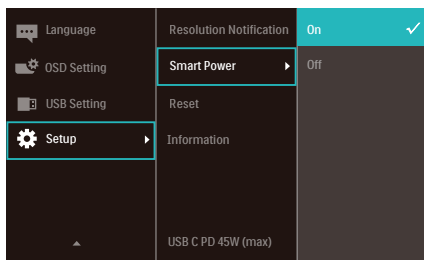 Language
OSD Setting
USB Setting
Setup
Resolution Notification
Smart Power
Reset
Information
USB C PD 45W (max)
On
Off